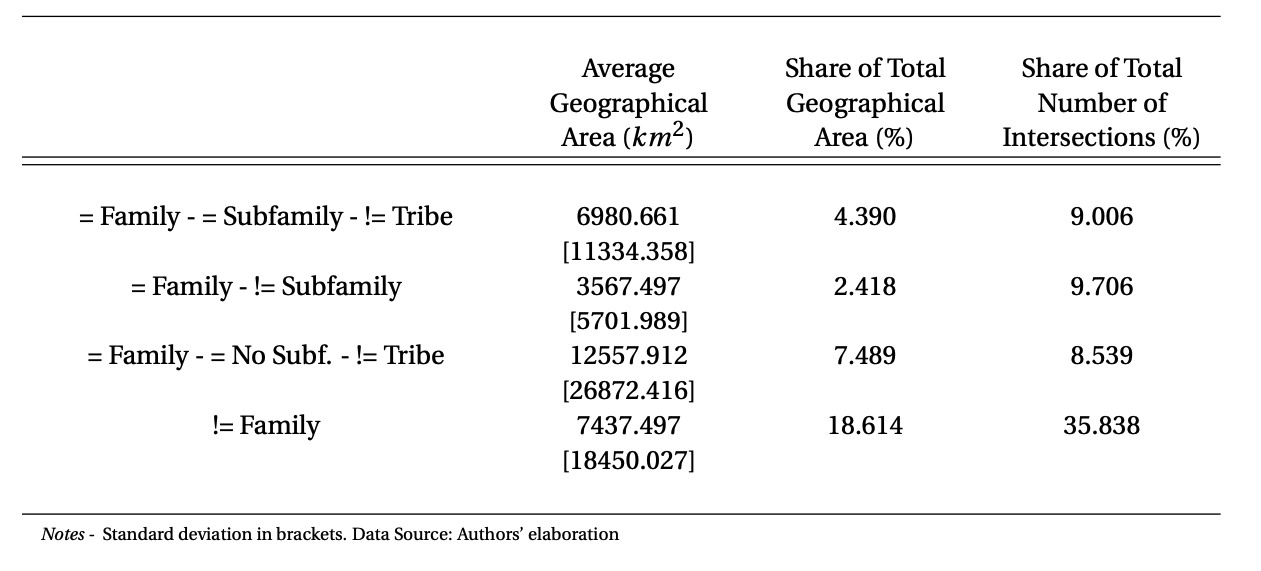 Average Share of Total Share of Total
Geographical Geographical Number of
Area (km²) Area (%) Intersections (%)
= Family - = Subfamily - != Tribe 6980.661 4.390 9.006
[11334.358]
= Family - != Subfamily 3567.497 2.418 9.706
[5701.989]
= Family - = No Subf. - != Tribe 12557.912 7.489 8.539
[26872.416]
!= Family 7437.497 18.614 35.838
[18450.027]
Notes - Standard deviation in brackets. Data Source: Authors’ elaboration